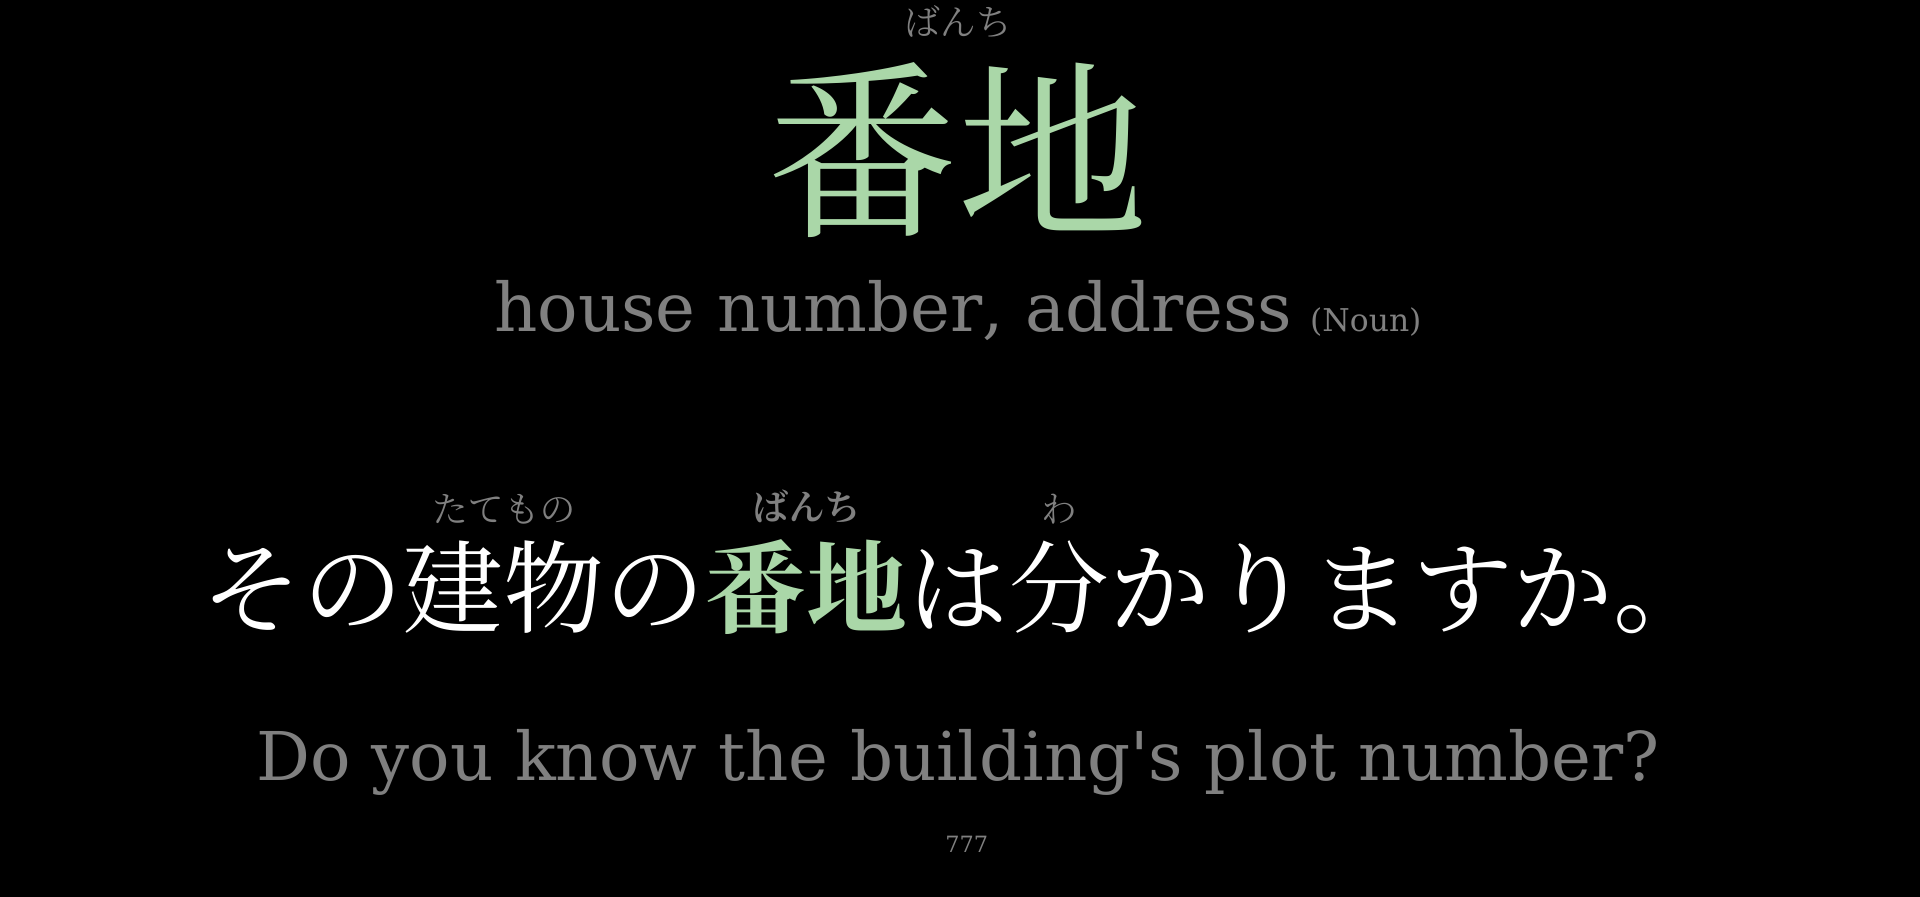 ばんち
番地
house number, address (Noun)
たてもの ばんち わ
その建物の番地は分かりますか。
Do you know the building's plot number?
777